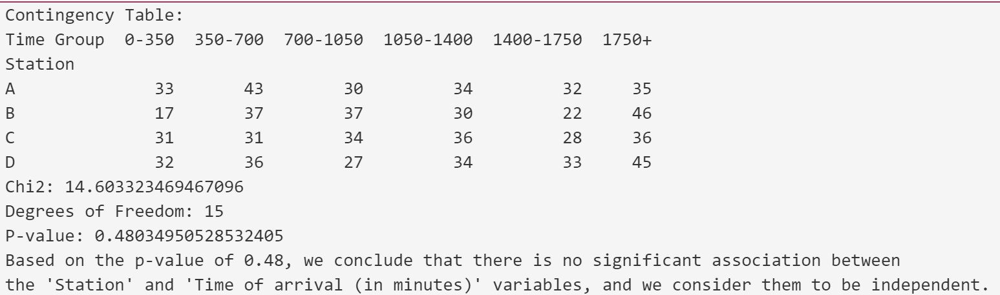 Contingency Table:
Time Group  0-350  350-700  700-1050  1050-1400  1400-1750  1750+
Station
A              33       43        30         34         32     35
B              17       37        37         30         22     46
C              31       31        34         36         28     36
D              32       36        27         34         33     45
Chi2: 14.603323469467096
Degrees of Freedom: 15
P-value: 0.48034950528532405
Based on the p-value of 0.48, we conclude that there is no significant association between
the 'Station' and 'Time of arrival (in minutes)' variables, and we consider them to be independent.